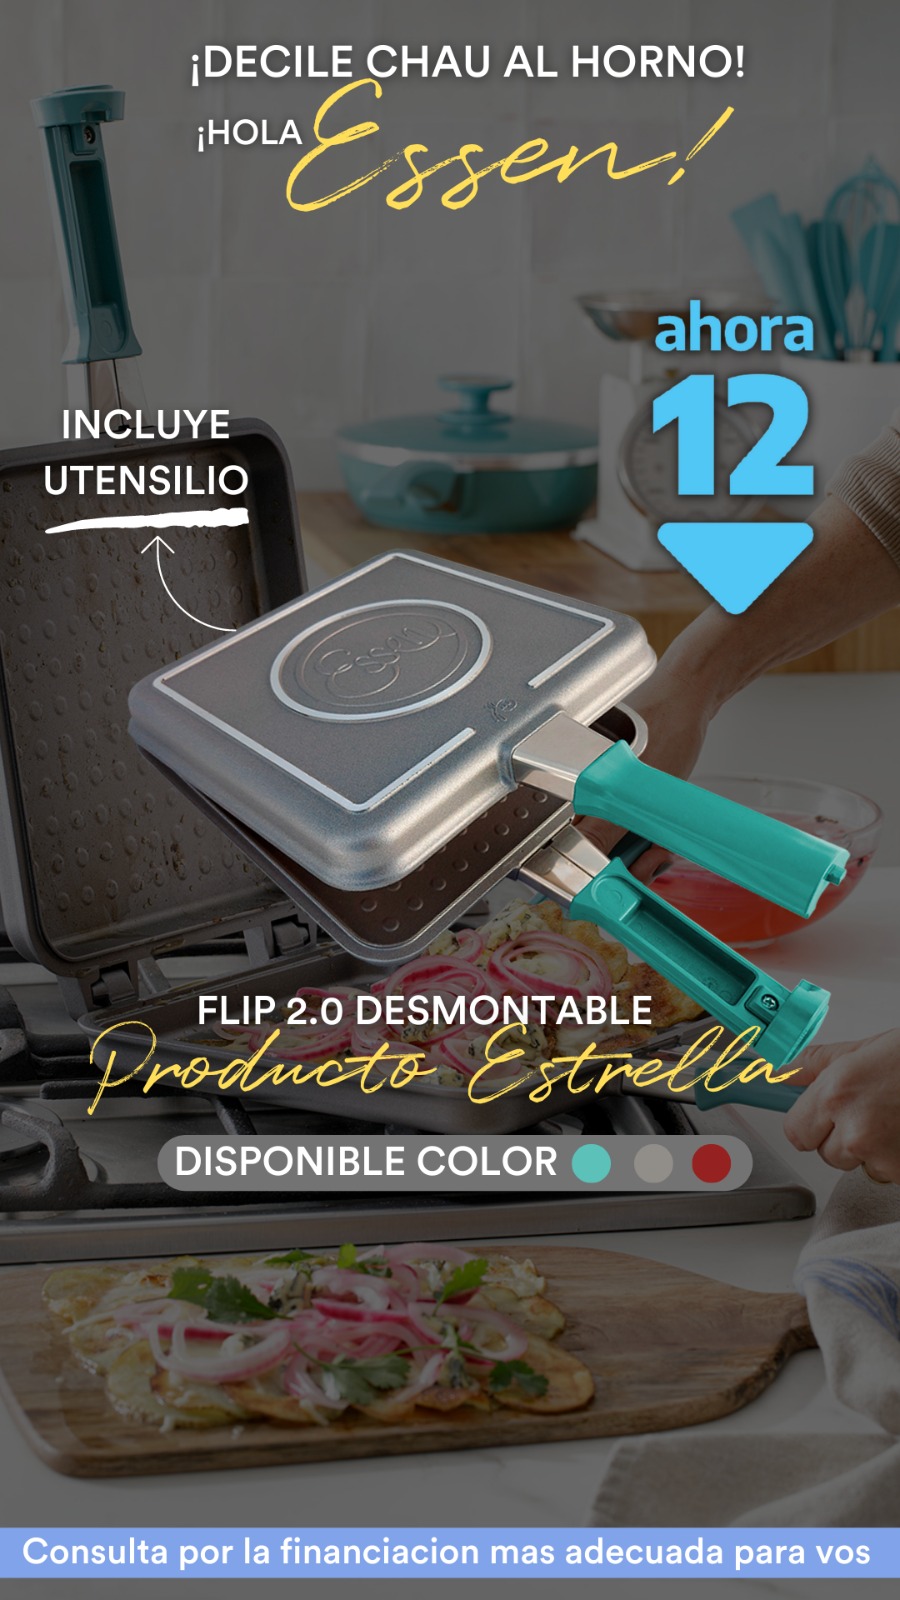 ¡DECILE CHAU AL HORNO!
¡HOLA Essen!
ahora
12
INCLUYE
UTENSILIO
Essen
FLIP 2.0 DESMONTABLE
Producto Estrella
DISPONIBLE COLOR
Consulta por la financiacion mas adecuada para vos